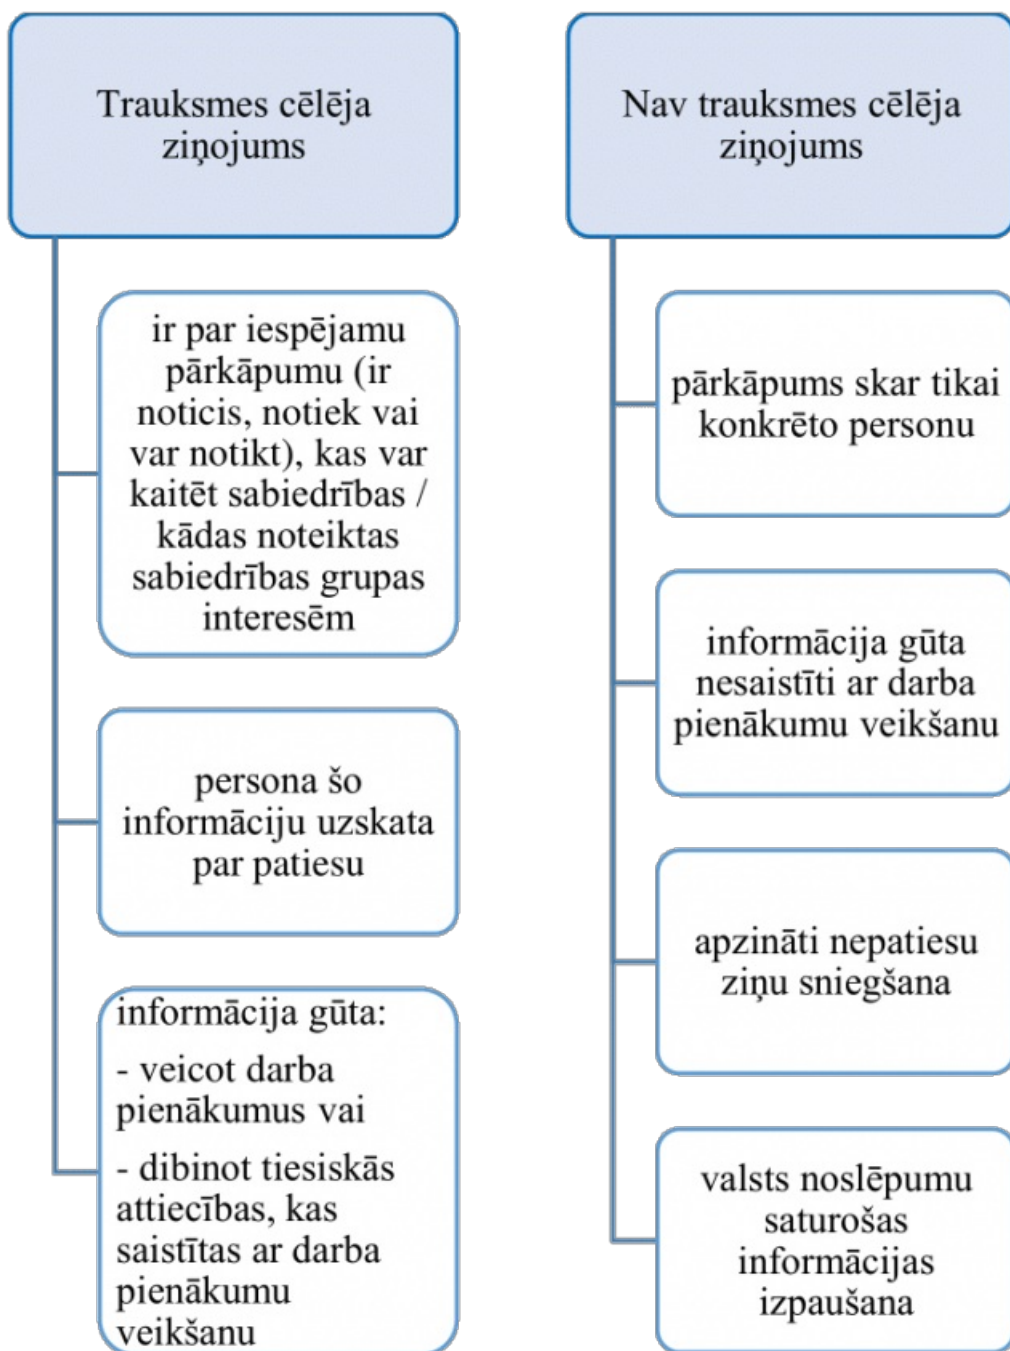 Trauksmes cēlēja
ziņojums
ir par iespējamu
pārkāpumu (ir
noticis, notiek vai
var notikt), kas var
kaitēt sabiedrības /
kādas noteiktas
sabiedrības grupas
interesēm
persona šo
informāciju uzskata
par patiesu
informācija gūta:
- veicot darba
pienākumus vai
- dibinot tiesiskās
attiecības, kas
saistītas ar darba
pienākumu
veikšanu
Nav trauksmes cēlēja
ziņojums
pārkāpums skar tikai
konkrēto personu
informācija gūta
nesaistīti ar darba
pienākumu veikšanu
apzināti nepatiesu
ziņu sniegšana
valsts noslēpumu
saturošas
informācijas
izpaušana